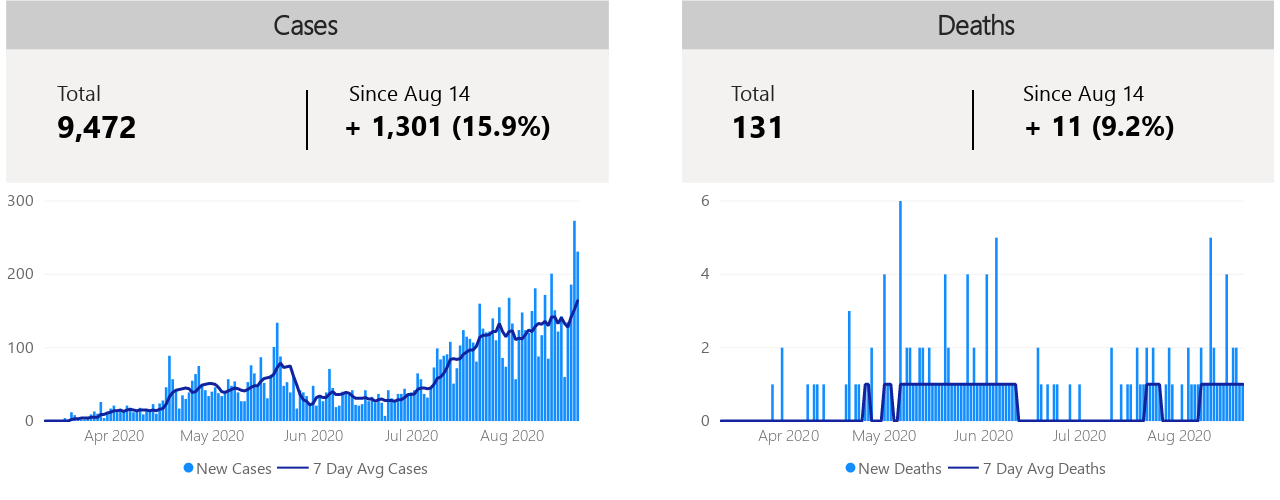 Cases
Total
9,472
Since Aug 14
+ 1,301 (15.9%)
300
200
100
0
Apr 2020 May 2020 Jun 2020 Jul 2020 Aug 2020
New Cases 7 Day Avg Cases
Deaths
Total
131
Since Aug 14
+ 11 (9.2%)
6
4
2
0
Apr 2020 May 2020 Jun 2020 Jul 2020 Aug 2020
New Deaths 7 Day Avg Deaths